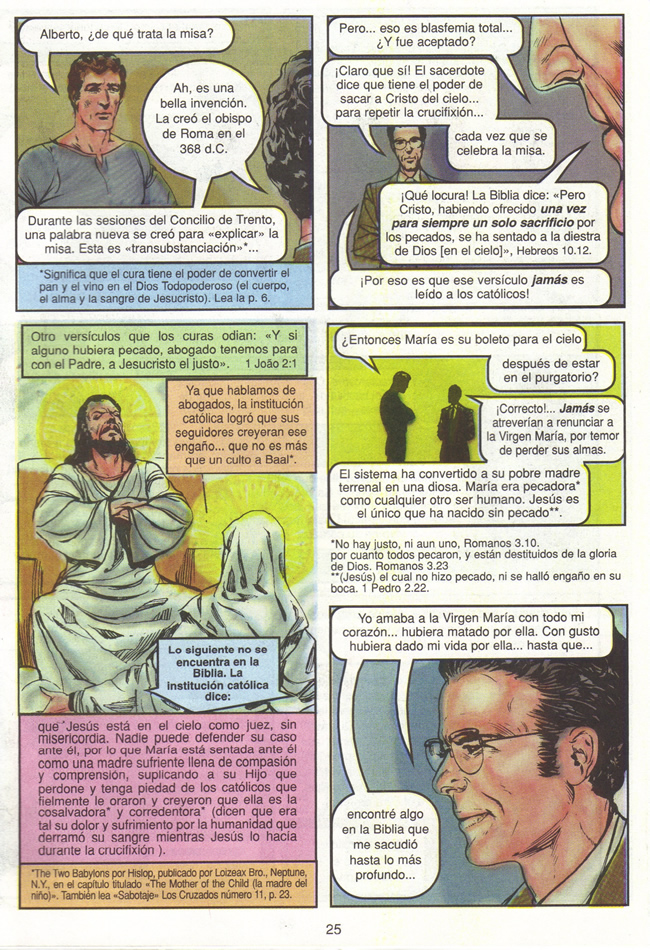 Alberto, ¿de qué trata la misa?
Ah, es una
bella invención.
La creó el obispo
de Roma en el
368 d.C.
Durante las sesiones del Concilio de Trento,
una palabra nueva se creó para «explicar» la
misa. Esta es «transubstanciación»*...
*Significa que el cura tiene el poder de convertir el
pan y el vino en el Dios Todopoderoso (el cuerpo,
el alma y la sangre de Jesucristo). Lea la p. 6.
Pero... eso es blasfemia total...
¿Y fue aceptado?
¡Claro que sí! El sacerdote
dice que tiene el poder de
sacar a Cristo del cielo...
para repetir la crucifixión...
cada vez que se
celebra la misa.
¡Qué locura! La Biblia dice: «Pero
Cristo, habiendo ofrecido una vez
para siempre un solo sacrificio por
los pecados, se ha sentado a la diestra
de Dios [en el cielo]», Hebreos 10.12.
¡Por eso es que ese versículo jamás es
leído a los católicos!
Otro versículos que los curas odian: «Y si
alguno hubiera pecado, abogado tenemos para
con el Padre, a Jesucristo el justo». 1 João 2:1
Ya que hablamos de
abogados, la institución
católica logró que sus
seguidores creyeran ese
engaño... que no es más
que un culto a Baal*.
Lo siguiente no se
encuentra en la
Biblia. La
institución católica
dice:
que Jesús está en el cielo como juez, sin
misericordia. Nadie puede defender su caso
ante él, por lo que María está sentada ante él
como una madre sufriente llena de compasión
y comprensión, suplicando a su Hijo que
perdone y tenga piedad de los católicos que
fielmente le oraron y creyeron que ella es la
cosalvadora* y corredentora* (dicen que era
tal su dolor y sufrimiento por la humanidad que
derramó su sangre mientras Jesús lo hacía
durante la crucifixión ).
*The Two Babylons por Hislop, publicado por Loizeax Bro., Neptune,
N.Y., en el capítulo titulado «The Mother of the Child (la madre del
niño)». También lea «Sabotaje» Los Cruzados número 11, p. 23.
¿Entonces María es su boleto para el cielo
después de estar
en el purgatorio?
¡Correcto!... Jamás se
atreverían a renunciar a
la Virgen María, por temor
de perder sus almas.
El sistema ha convertido a su pobre madre
terrenal en una diosa. María era pecadora*
como cualquier otro ser humano. Jesús es
el único que ha nacido sin pecado**.
*No hay justo, ni aun uno, Romanos 3.10.
por cuanto todos pecaron, y están destituidos de la gloria
de Dios. Romanos 3.23
**(Jesús) el cual no hizo pecado, ni se halló engaño en su
boca. 1 Pedro 2.22.
Yo amaba a la Virgen María con todo mi
corazón... hubiera matado por ella. Con gusto
hubiera dado mi vida por ella... hasta que...
encontré algo
en la Biblia que
me sacudió
hasta lo más
profundo...
25